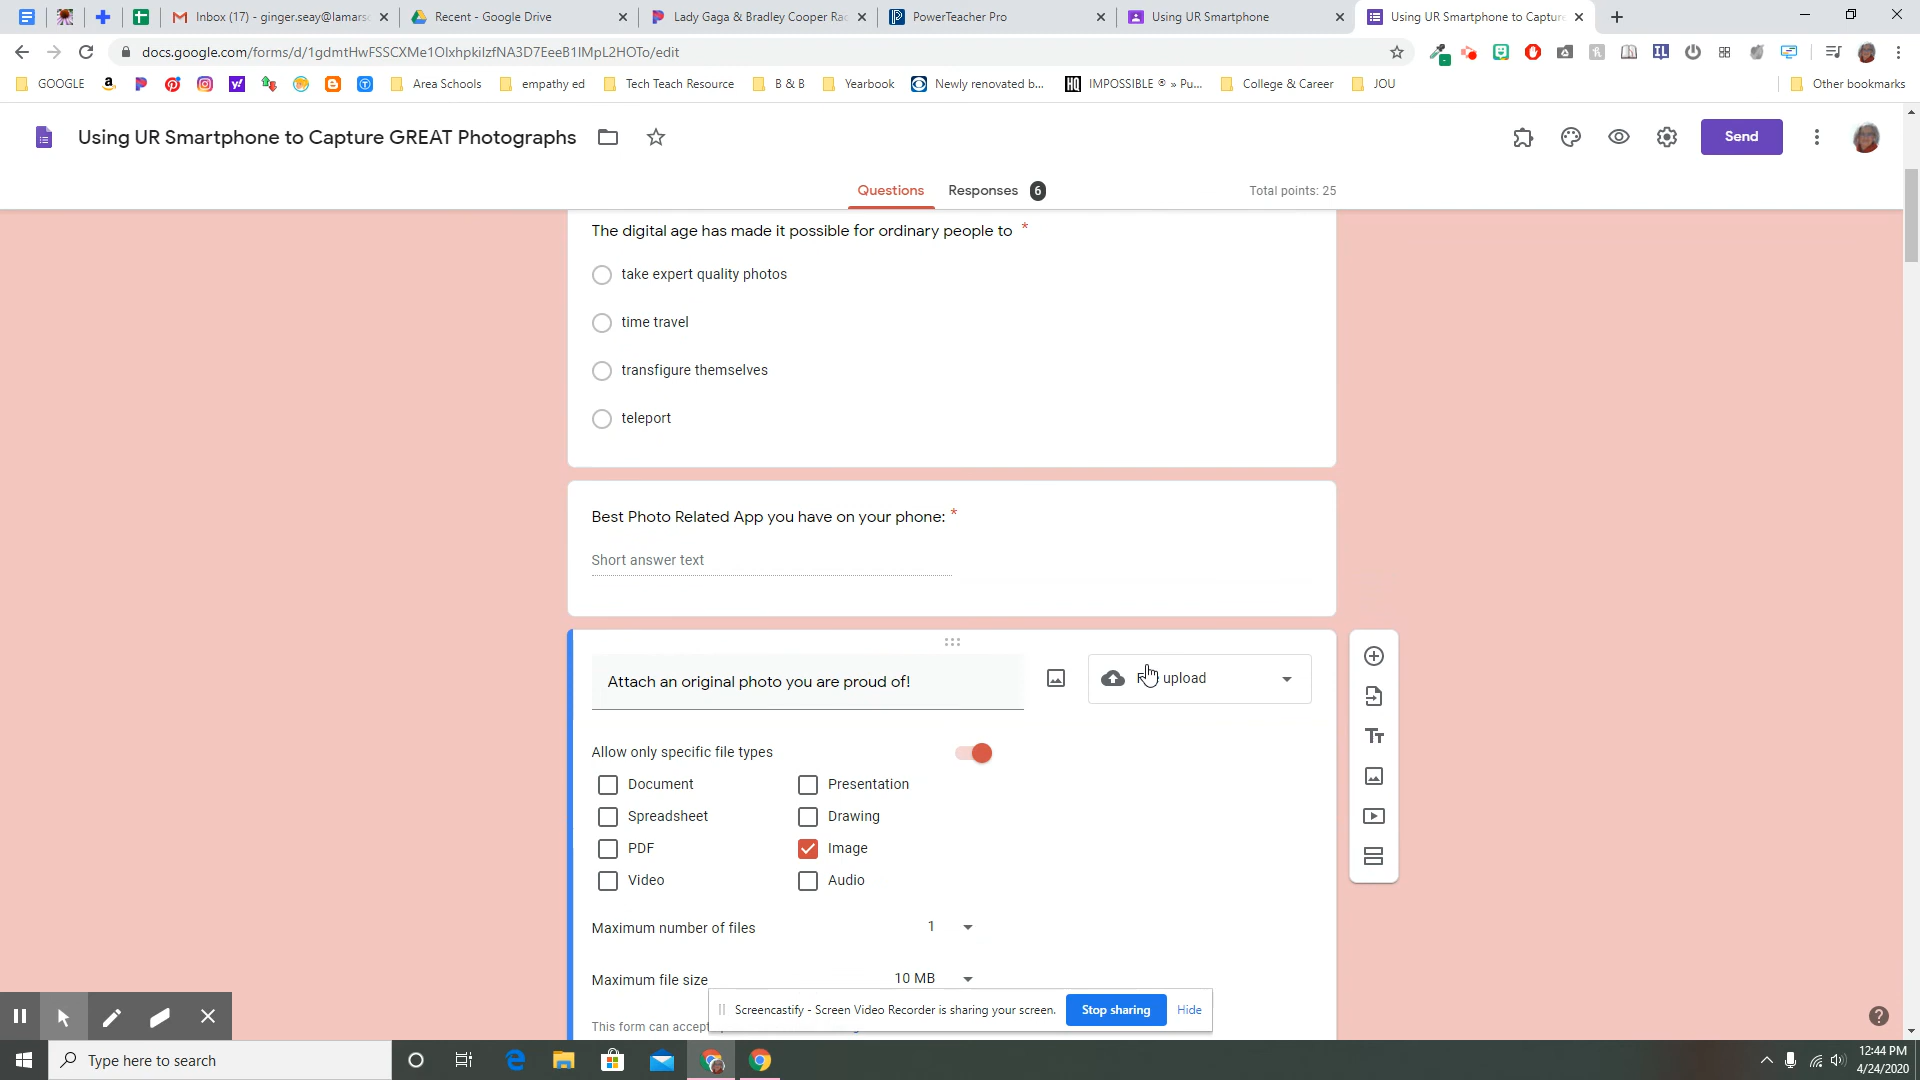 Inbox (17) - ginger.seay@lamars
Recent - Google Drive
Lady Gaga & Bradley Cooper Ra
PowerTeacher Pro
Using UR Smartphone
Using UR Smartphone to Captur
docs.google.com/forms/d/1gdmtHwFSSCXMe1OlxhpkiIzfNA3D7EeeB1IMpL2HOTo/edit
GOOGLE
Area Schools
empathy ed
Tech Teach Resource
B & B
Yearbook
Newly renovated b...
IMPOSSIBLE ® » Pu...
College & Career
JOU
Other bookmarks
Using UR Smartphone to Capture GREAT Photographs
Send
Questions
Responses 6
Total points: 25
The digital age has made it possible for ordinary people to *
take expert quality photos
time travel
transfigure themselves
teleport
Best Photo Related App you have on your phone: *
Short answer text
Attach an original photo you are proud of!
upload
Allow only specific file types
Document
Presentation
Spreadsheet
Drawing
PDF
Image
Video
Audio
Maximum number of files
1
Maximum file size
10 MB
Screencastify - Screen Video Recorder is sharing your screen.
Stop sharing
Hide
This form can accept
Type here to search
12:44 PM
4/24/2020